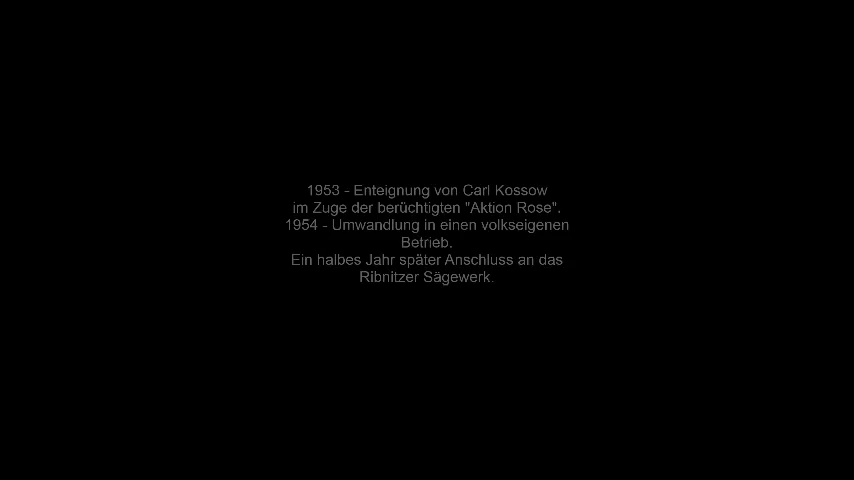 1953 - Enteignung von Carl Kossow
im Zuge der berüchtigten "Aktion Rose".
1954 - Umwandlung in einen volkseigenen
Betrieb.
Ein halbes Jahr später Anschluss an das
Ribnitzer Sägewerk.